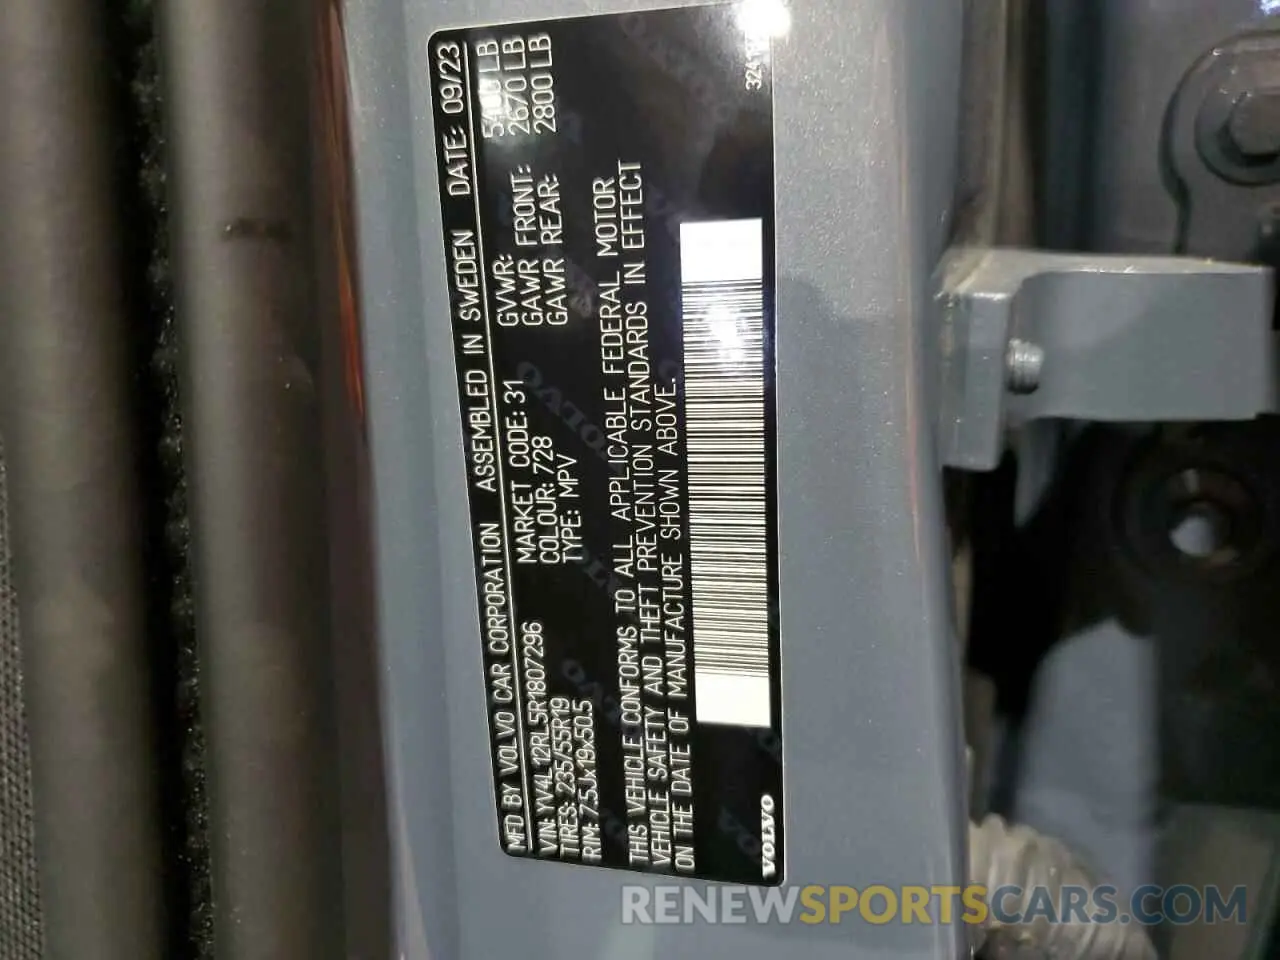 MFD BY VOLVO CAR CORPORATION ASSEMBLED IN SWEDEN DATE: 09/23
VIN: YV4L12RL5R1807296 MARKET CODE: 31 GVWR: LB
TIRES: 235/55R19 COLOUR: 728 GAWR FRONT: 2670 LB
RIM: 7.5Jx19x50.5 TYPE: MPV GAWR REAR: 2800 LB
THIS VEHICLE CONFORMS TO ALL APPLICABLE FEDERAL MOTOR
VEHICLE SAFETY AND THEFT PREVENTION STANDARDS IN EFFECT
ON THE DATE OF MANUFACTURE SHOWN ABOVE.
VOLVO
RENEWSPORTSCARS.COM